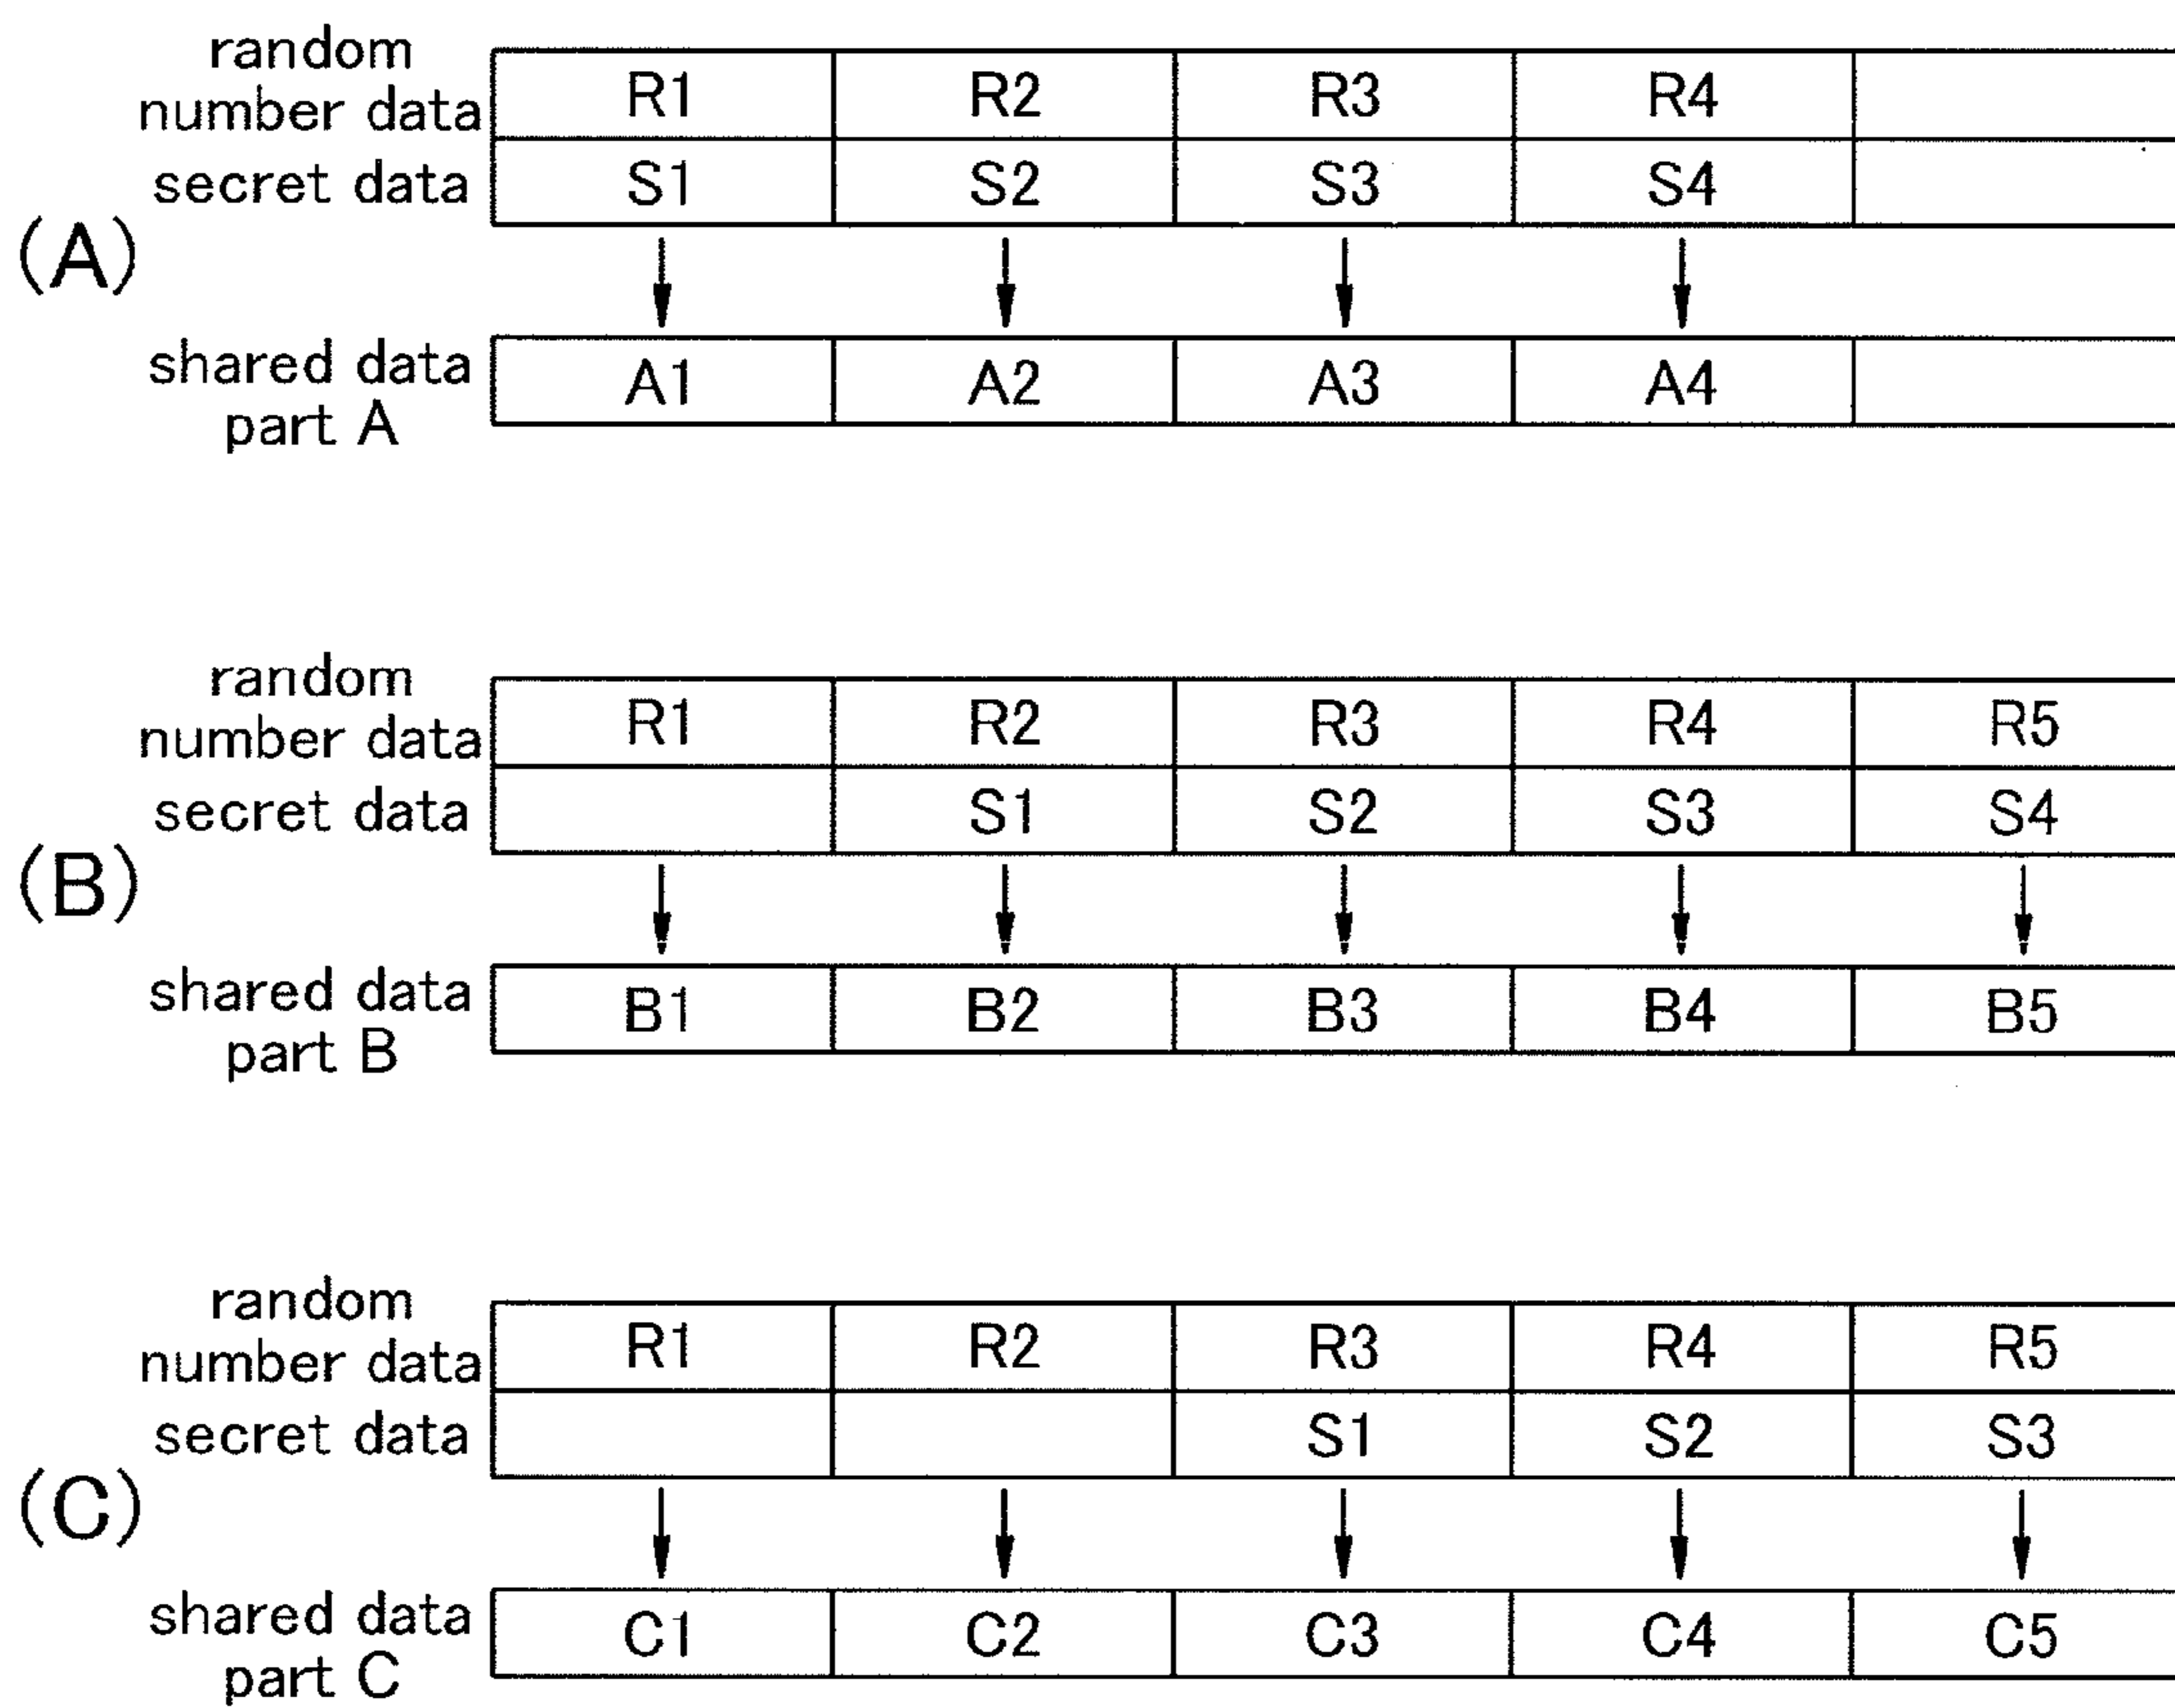 random
number data R1 R2 R3 R4
secret data S1 S2 S3 S4
(A)
shared data
part A A1 A2 A3 A4
random
number data R1 R2 R3 R4 R5
secret data S1 S2 S3 S4
(B)
shared data
part B B1 B2 B3 B4 B5
random
number data R1 R2 R3 R4 R5
secret data S1 S2 S3
(C)
shared data
part C C1 C2 C3 C4 C5